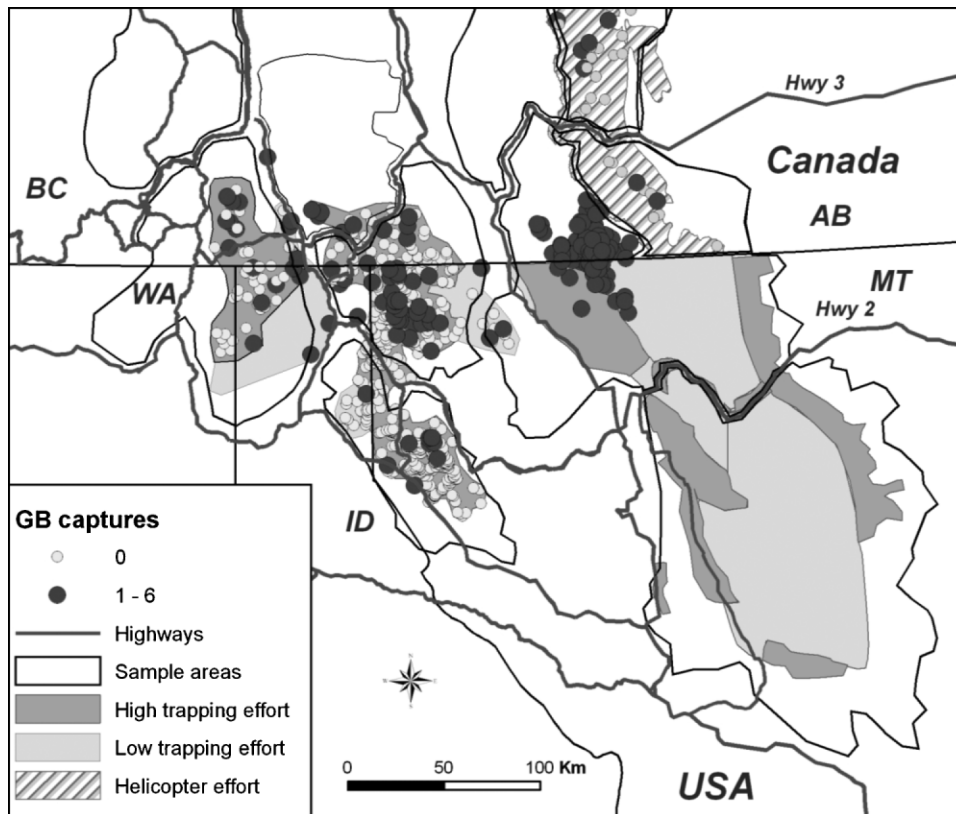 Hwy 3
Canada
BC
AB
WA
MT
Hwy 2
GB captures
0
1 - 6
Highways
Sample areas
High trapping effort
Low trapping effort
Helicopter effort
ID
N
0 50 100 Km
USA